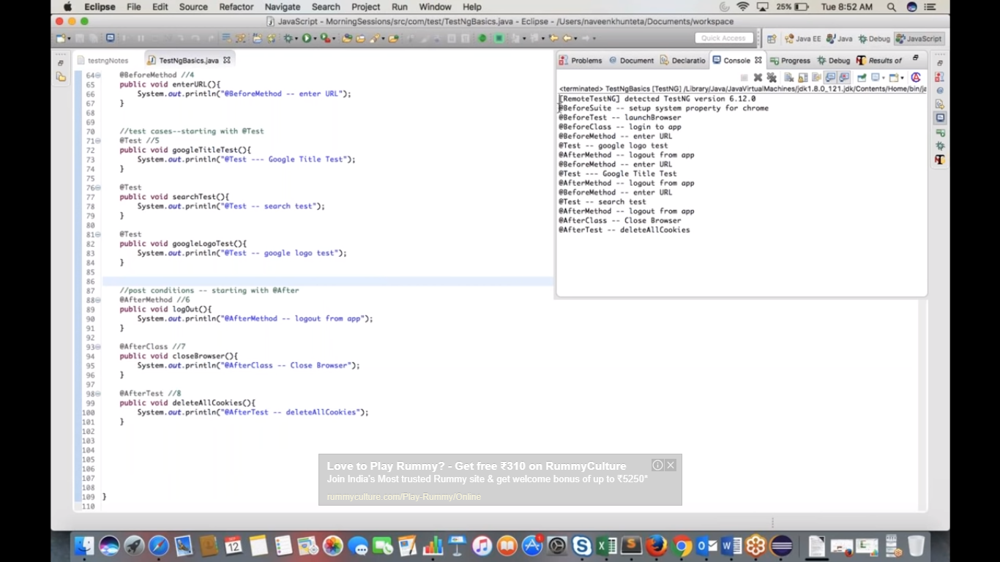 Eclipse File Edit Source Refactor Navigate Search Project Run Window Help 25% Tue 8:52 AM
JavaScript - MorningSessions/src/com/test/TestNgBasics.java - Eclipse - /Users/naveenkhunteta/Documents/workspace
Quick Access Java EE Java Debug JavaScript
testngNotes TestNgBasics.java
64 @BeforeMethod //4
65 public void enterURL(){
66 System.out.println("@BeforeMethod -- enter URL");
67 }
68
69
70 //test cases--starting with @Test
71 @Test //5
72 public void googleTitleTest(){
73 System.out.println("@Test --- Google Title Test");
74 }
75
76 @Test
77 public void searchTest(){
78 System.out.println("@Test -- search test");
79 }
80
81 @Test
82 public void googleLogoTest(){
83 System.out.println("@Test -- google logo test");
84 }
85
86
87 //post conditions -- starting with @After
88 @AfterMethod //6
89 public void logOut(){
90 System.out.println("@AfterMethod -- logout from app");
91 }
92
93 @AfterClass //7
94 public void closeBrowser(){
95 System.out.println("@AfterClass -- Close Browser");
96 }
97
98 @AfterTest //8
99 public void deleteAllCookies(){
100 System.out.println("@AfterTest -- deleteAllCookies");
101 }
102
103
104
105
106
107
108
109 }
110
Problems Document Declaratio Console Progress Debug Results of
<terminated> TestNgBasics [TestNG] /Library/Java/JavaVirtualMachines/jdk1.8.0_121.jdk/Contents/Home/bin/ja
[RemoteTestNG] detected TestNG version 6.12.0
@BeforeSuite -- setup system property for chrome
@BeforeTest -- launchBrowser
@BeforeClass -- login to app
@BeforeMethod -- enter URL
@Test -- google logo test
@AfterMethod -- logout from app
@BeforeMethod -- enter URL
@Test --- Google Title Test
@AfterMethod -- logout from app
@BeforeMethod -- enter URL
@Test -- search test
@AfterMethod -- logout from app
@AfterClass -- Close Browser
@AfterTest -- deleteAllCookies
Love to Play Rummy? - Get free ₹310 on RummyCulture
Join India's Most trusted Rummy site & get welcome bonus of up to ₹5250*
rummyculture.com/Play-Rummy/Online
12